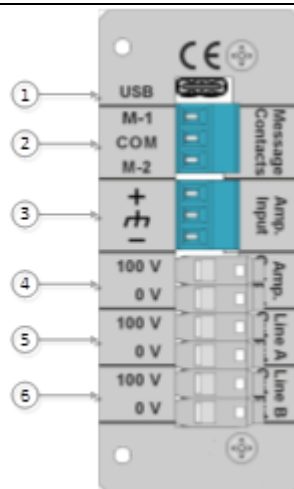 CE
1
USB
M-1
2
COM
M-2
Message
Contacts
+
3
−
Amp.
Input
100 V
4
0 V
Amp.
100 V
5
0 V
Line A
100 V
6
0 V
Line B